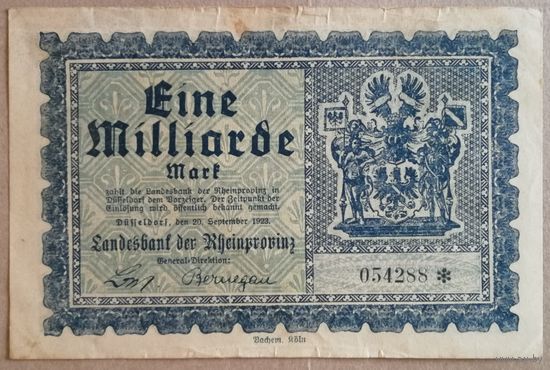 Eine
Milliarde
Mark
zahlt die Landesbank der Rheinprovinz in
Düsseldorf dem Vorzeiger. Der Zeitpunkt der
Einlösung wird öffentlich bekannt gemacht.
Düsseldorf, den 20. September 1923.
Landesbank der Rheinprovinz
General-Direktion:
Bernegau
054288 *
Bachem, Köln